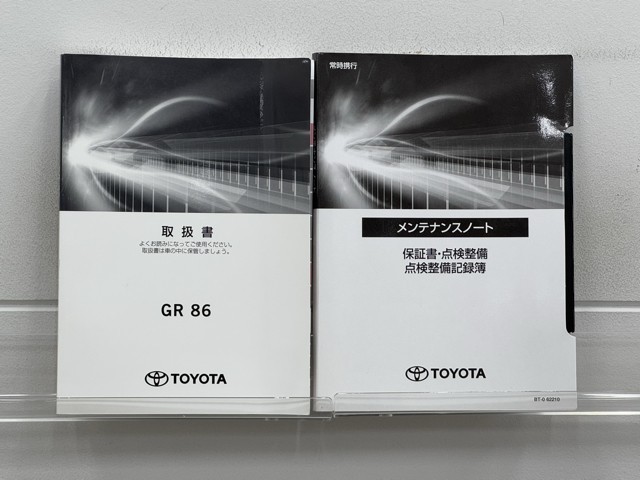 取扱書
よくお読みになってご使用ください。
取扱書は車の中に保管しましょう。
GR 86
TOYOTA
常時携行
メンテナンスノート
保証書・点検整備
点検整備記録簿
TOYOTA